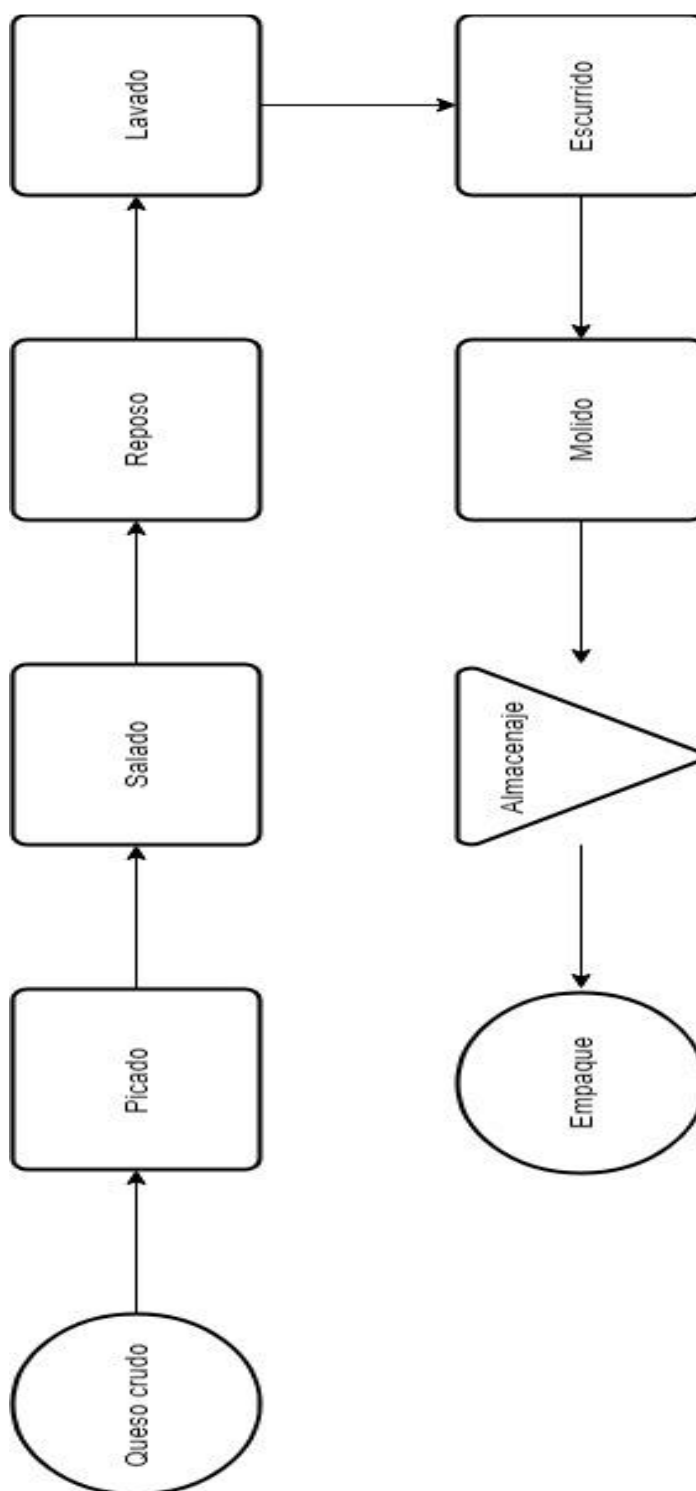 Queso crudo
Picado
Salado
Reposo
Lavado
Escurrido
Molido
Almacenaje
Empaque